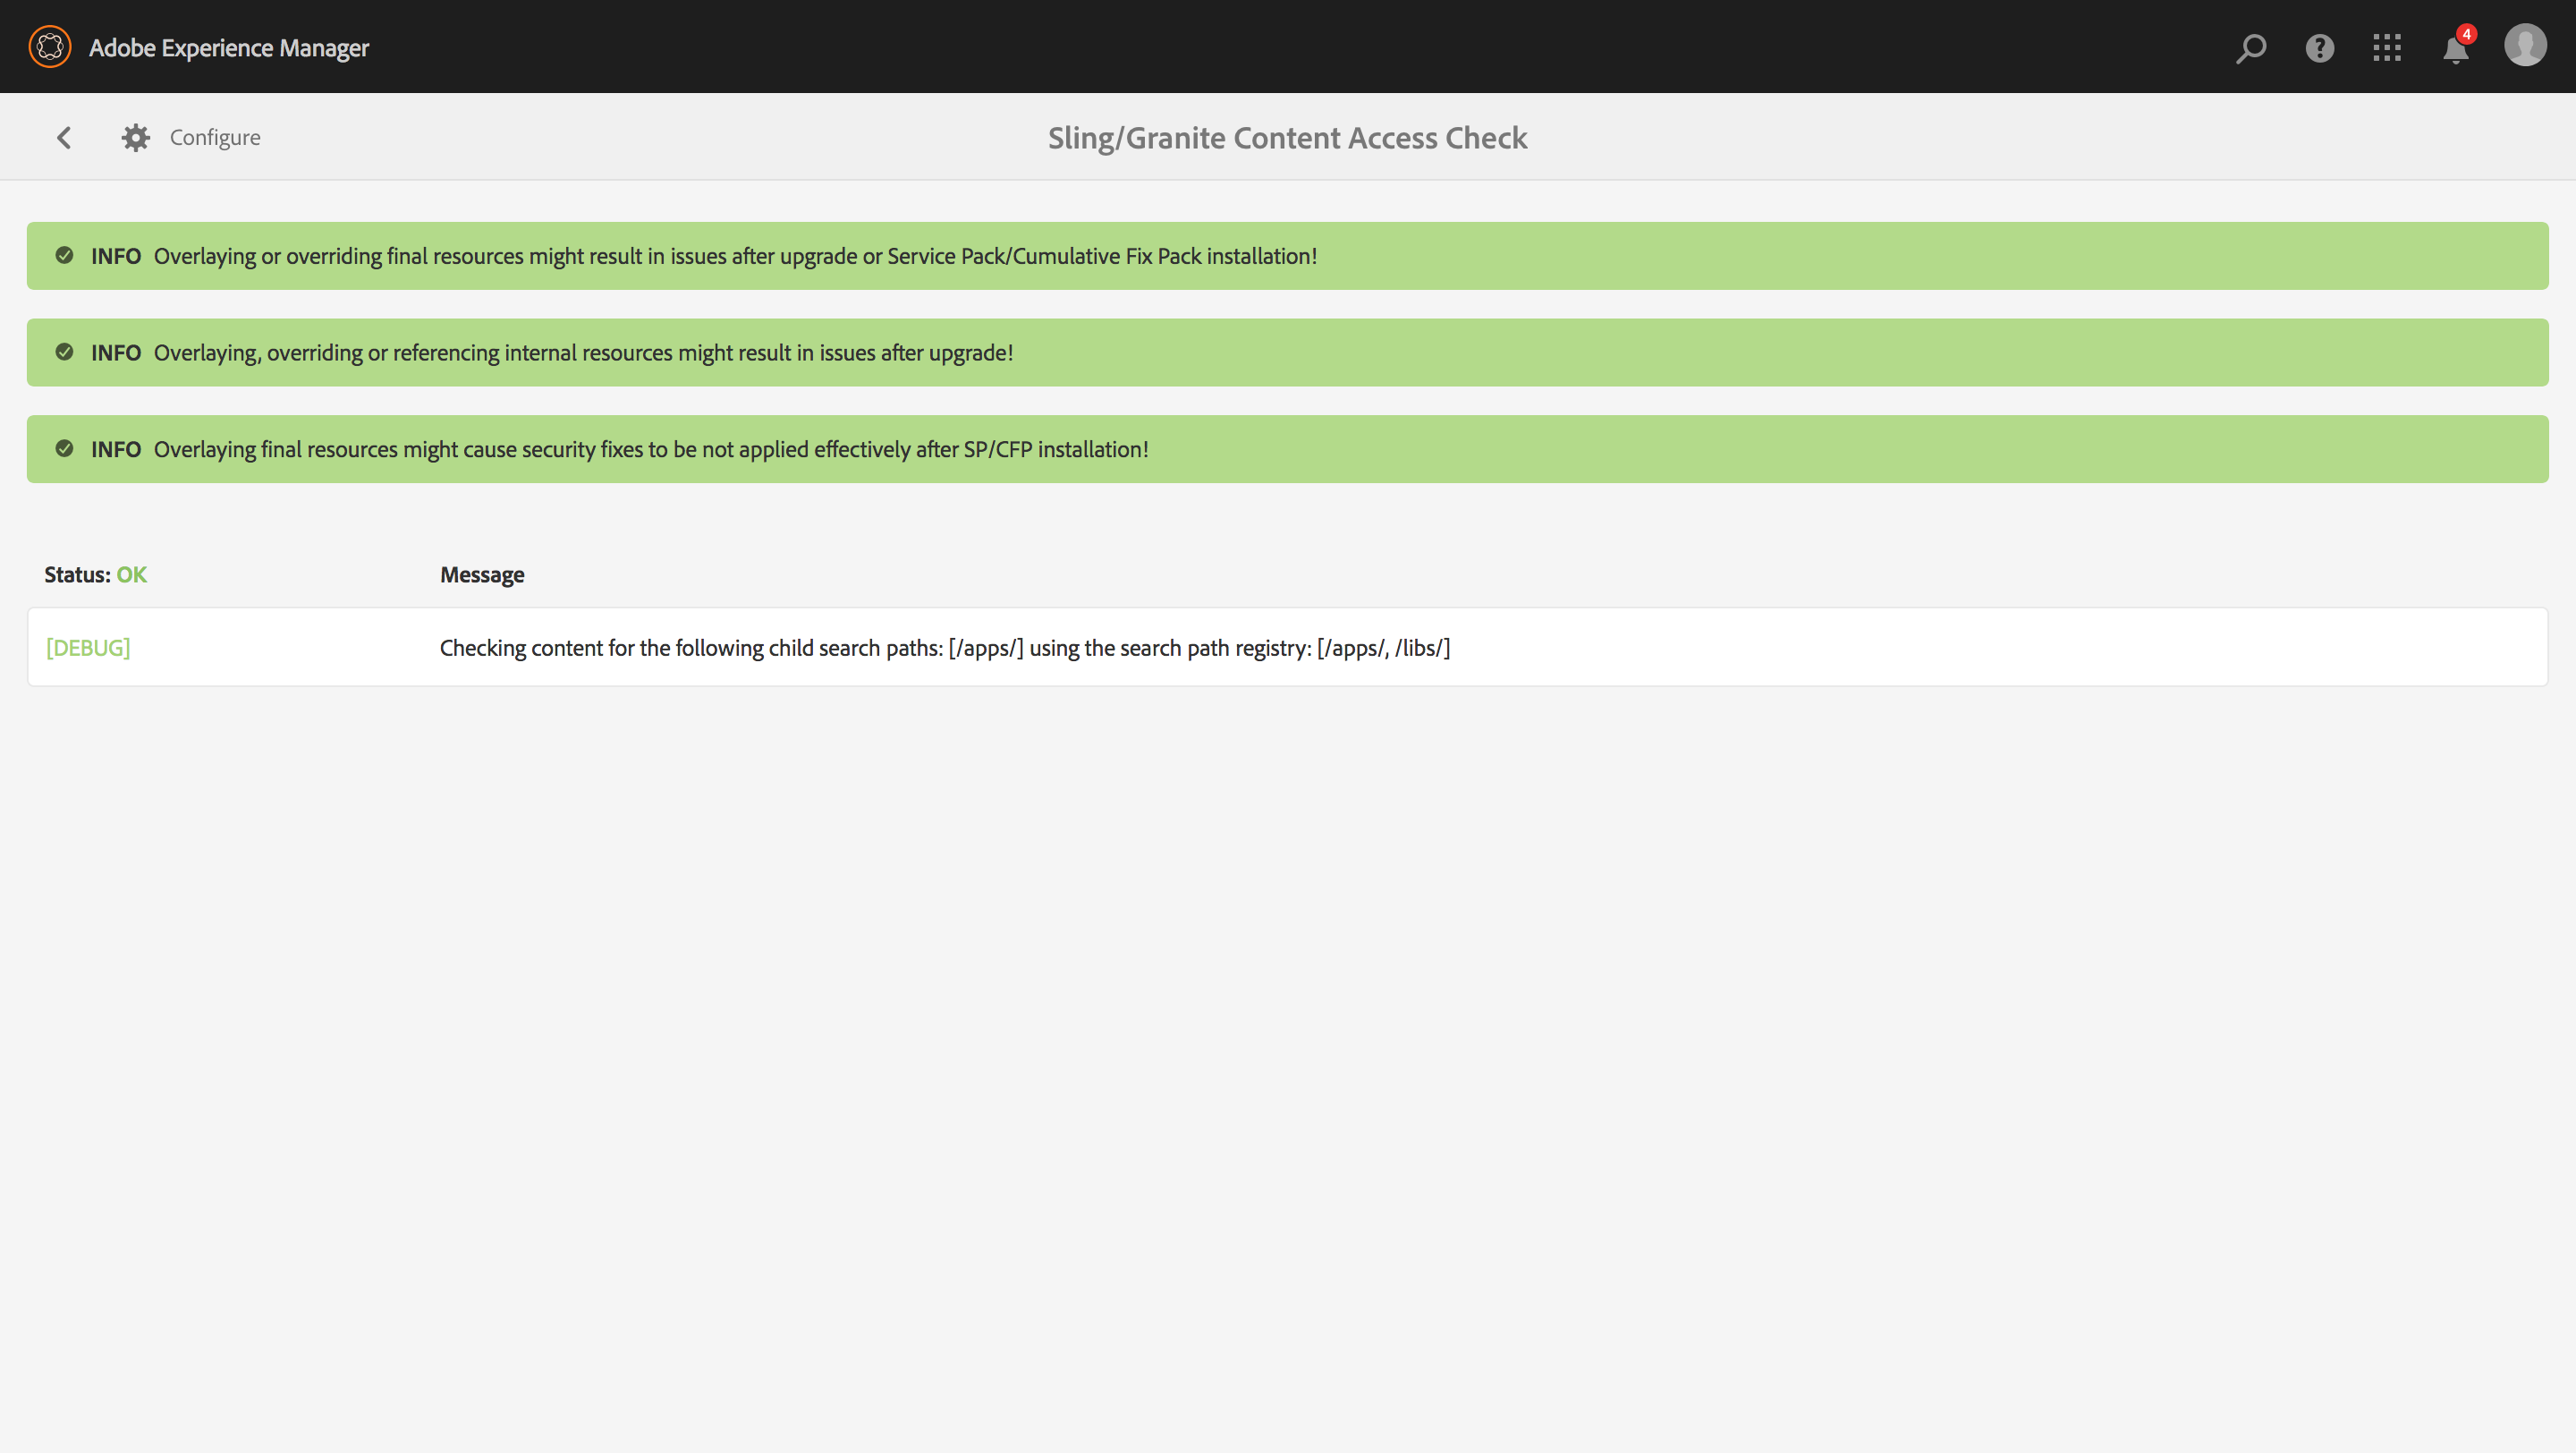 Adobe Experience Manager
4
Configure
Sling/Granite Content Access Check
INFO Overlaying or overriding final resources might result in issues after upgrade or Service Pack/Cumulative Fix Pack installation!
INFO Overlaying, overriding or referencing internal resources might result in issues after upgrade!
INFO Overlaying final resources might cause security fixes to be not applied effectively after SP/CFP installation!
Status: OK Message
[DEBUG] Checking content for the following child search paths: [/apps/] using the search path registry: [/apps/, /libs/]